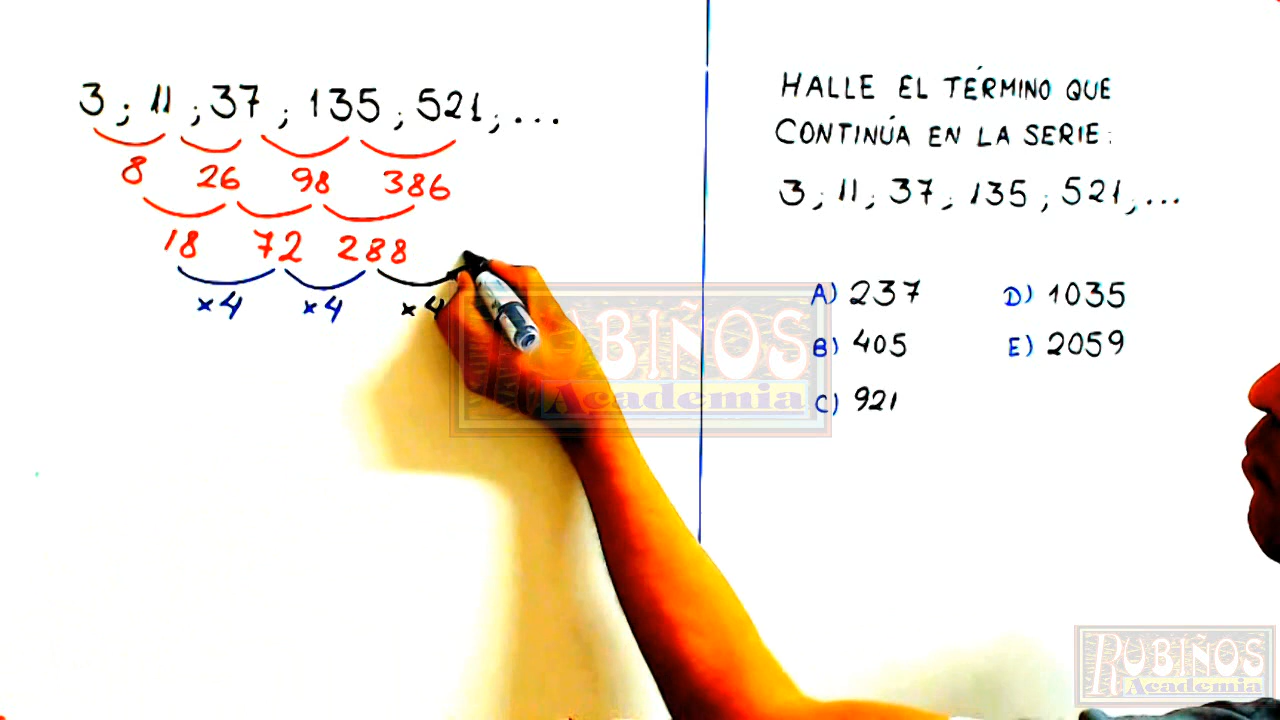 3 ; 11 ; 37 ; 135 ; 521 , ...
8 26 98 386
18 72 288
×4 ×4 ×4
HALLE EL TÉRMINO QUE
CONTINÚA EN LA SERIE:
3 ; 11 ; 37 ; 135 ; 521 , ...
A) 237 D) 1035
B) 405 E) 2059
C) 921
RUBIÑOS
Academia
RUBIÑOS
Academia